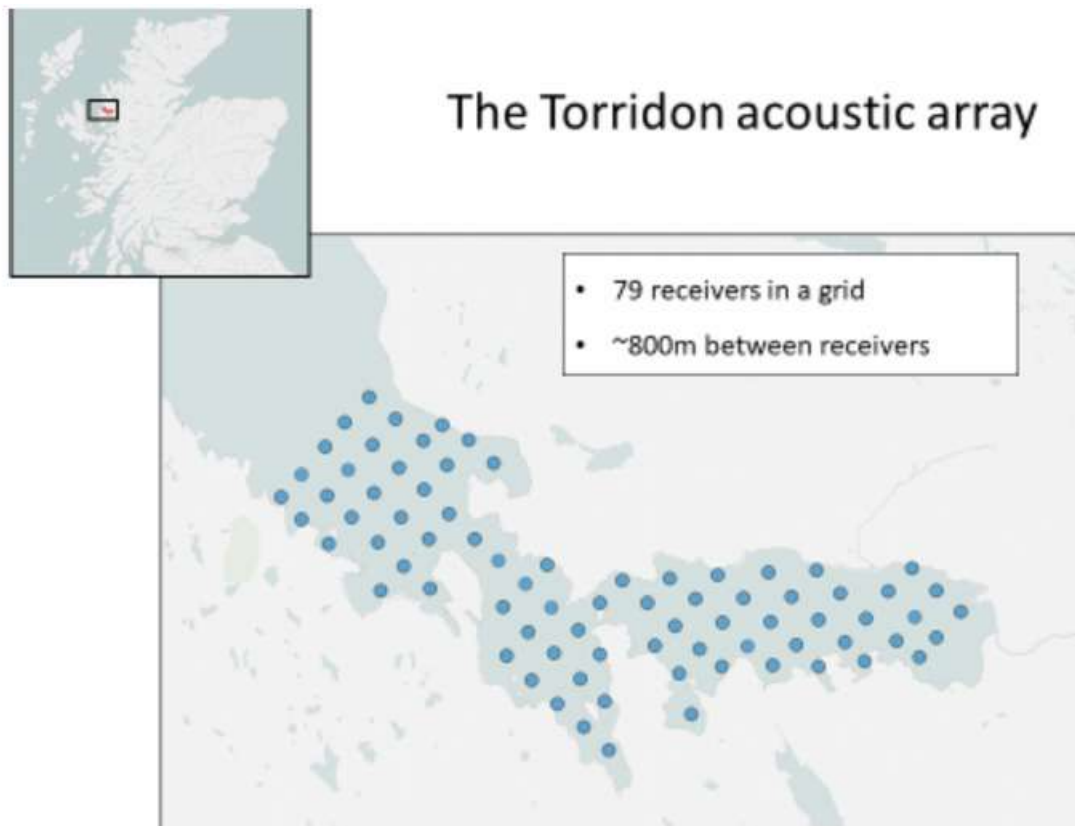 The Torridon acoustic array
• 79 receivers in a grid
• ~800m between receivers